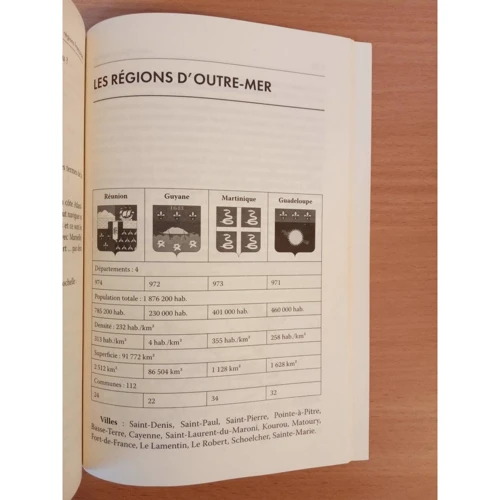 LES RÉGIONS D'OUTRE-MER
Réunion Guyane Martinique Guadeloupe
1643
Départements : 4
974 972 973 971
Population totale : 1 876 200 hab.
785 200 hab. 230 000 hab. 401 000 hab. 460 000 hab.
Densité : 232 hab./km²
313 hab./km² 4 hab./km² 355 hab./km² 258 hab./km²
Superficie : 91 772 km²
2 512 km² 86 504 km² 1 128 km² 1 628 km²
Communes : 112
24 22 34 32
Villes : Saint-Denis, Saint-Paul, Saint-Pierre, Pointe-à-Pitre,
Basse-Terre, Cayenne, Saint-Laurent-du-Maroni, Kourou, Matoury,
Fort-de-France, Le Lamentin, Le Robert, Schoelcher, Sainte-Marie.